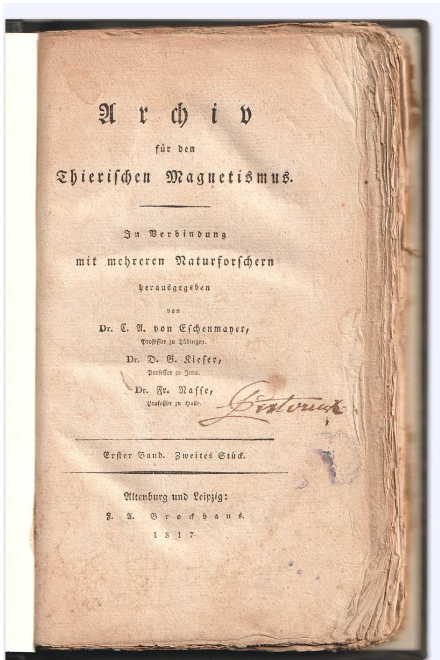 Archiv
für den
Thierischen Magnetismus.
In Verbindung
mit mehreren Naturforschern
herausgegeben
von
Dr. C. A. von Eschenmayer,
Professor zu Tübingen.
Dr. D. G. Kieser,
Professor zu Jena.
Dr. Fr. Nasse,
Professor zu Halle.
Erster Band. Zweites Stück.
Altenburg und Leipzig:
F. A. Brockhaus.
1817.